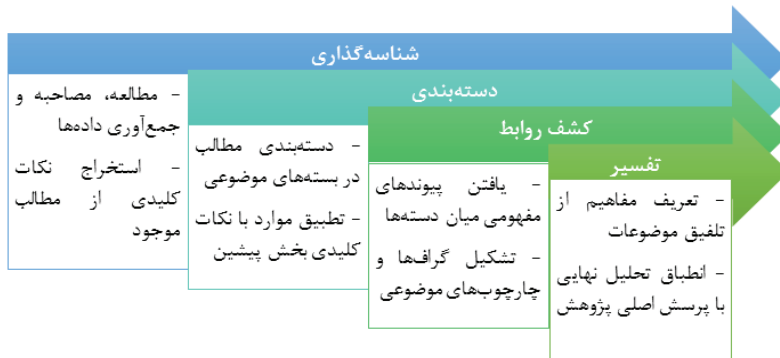 شناسه‌گذاری
- مطالعه، مصاحبه و
جمع‌آوری داده‌ها
- استخراج نکات
کلیدی از مطالب
موجود
دسته‌بندی
- دسته‌بندی مطالب
در بسته‌های موضوعی
- تطبیق موارد با نکات
کلیدی بخش پیشین
کشف روابط
- یافتن پیوندهای
مفهومی میان دسته‌ها
- تشکیل گراف‌ها و
چارچوب‌های موضوعی
تفسیر
- تعریف مفاهیم از
تلفیق موضوعات
- انطباق تحلیل نهایی
با پرسش اصلی پژوهش